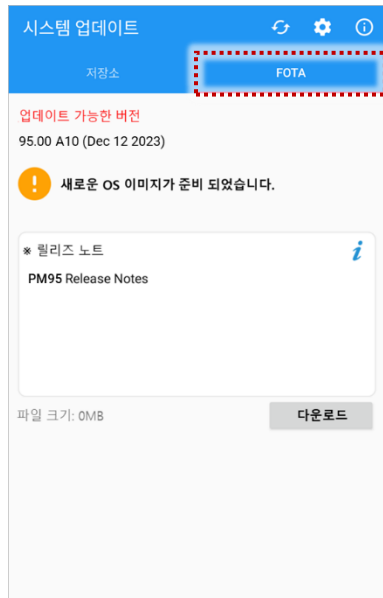 시스템 업데이트
저장소
FOTA
업데이트 가능한 버전
95.00 A10 (Dec 12 2023)
새로운 OS 이미지가 준비 되었습니다.
※ 릴리즈 노트
PM95 Release Notes
파일 크기: 0MB
다운로드